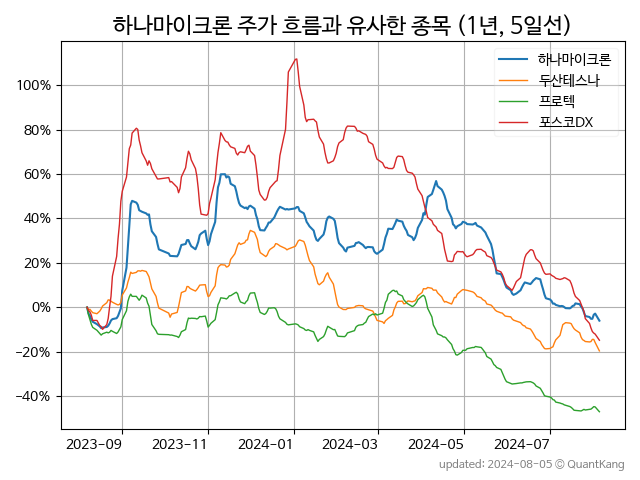 하나마이크론 주가 흐름과 유사한 종목 (1년, 5일선)
하나마이크론
두산테스나
프로텍
포스코DX
100%
80%
60%
40%
20%
0%
−20%
−40%
2023-09
2023-11
2024-01
2024-03
2024-05
2024-07
updated: 2024-08-05 © QuantKang